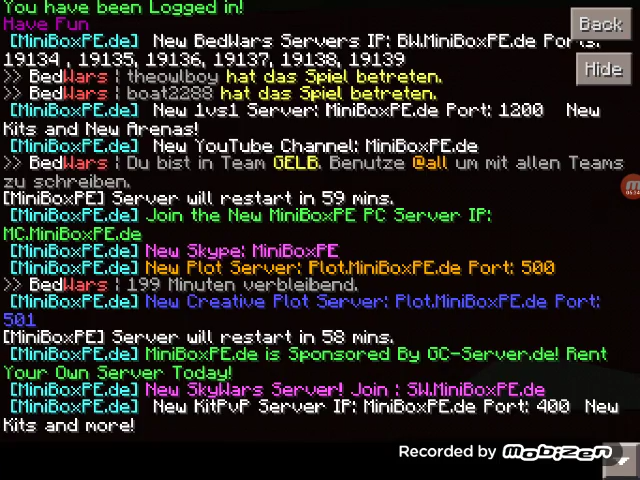 You have been Logged in!
Have Fun
Back
[MiniBoxPE.de] New BedWars Servers IP: BW.MiniBoxPE.de Ports:
19134 , 19135, 19136, 19137, 19138, 19139
Hide
>> BedWars ¦ theowlboy hat das Spiel betreten.
>> BedWars ¦ boat2288 hat das Spiel betreten.
[MiniBoxPE.de] New 1vs1 Server: MiniBoxPE.de Port: 1200 New
Kits and New Arenas!
[MiniBoxPE.de] New YouTube Channel: MiniBoxPE.de
>> BedWars ¦ Du bist in Team GELB. Benutze @all um mit allen Teams
zu schreiben.
[MiniBoxPE] Server will restart in 59 mins.
[MiniBoxPE.de] Join the New MiniBoxPE PC Server IP:
MC.MiniBoxPE.de
[MiniBoxPE.de] New Skype: MiniBoxPE
[MiniBoxPE.de] New Plot Server: Plot.MiniBoxPE.de Port: 500
>> BedWars ¦ 199 Minuten verbleibend.
[MiniBoxPE.de] New Creative Plot Server: Plot.MiniBoxPE.de Port:
501
[MiniBoxPE] Server will restart in 58 mins.
[MiniBoxPE.de] MiniBoxPE.de is Sponsored By GC-Server.de! Rent
Your Own Server Today!
[MiniBoxPE.de] New SkyWars Server! Join : SW.MiniBoxPE.de
[MiniBoxPE.de] New KitPvP Server IP: MiniBoxPE.de Port: 400 New
Kits and more!
Recorded by Mobizen